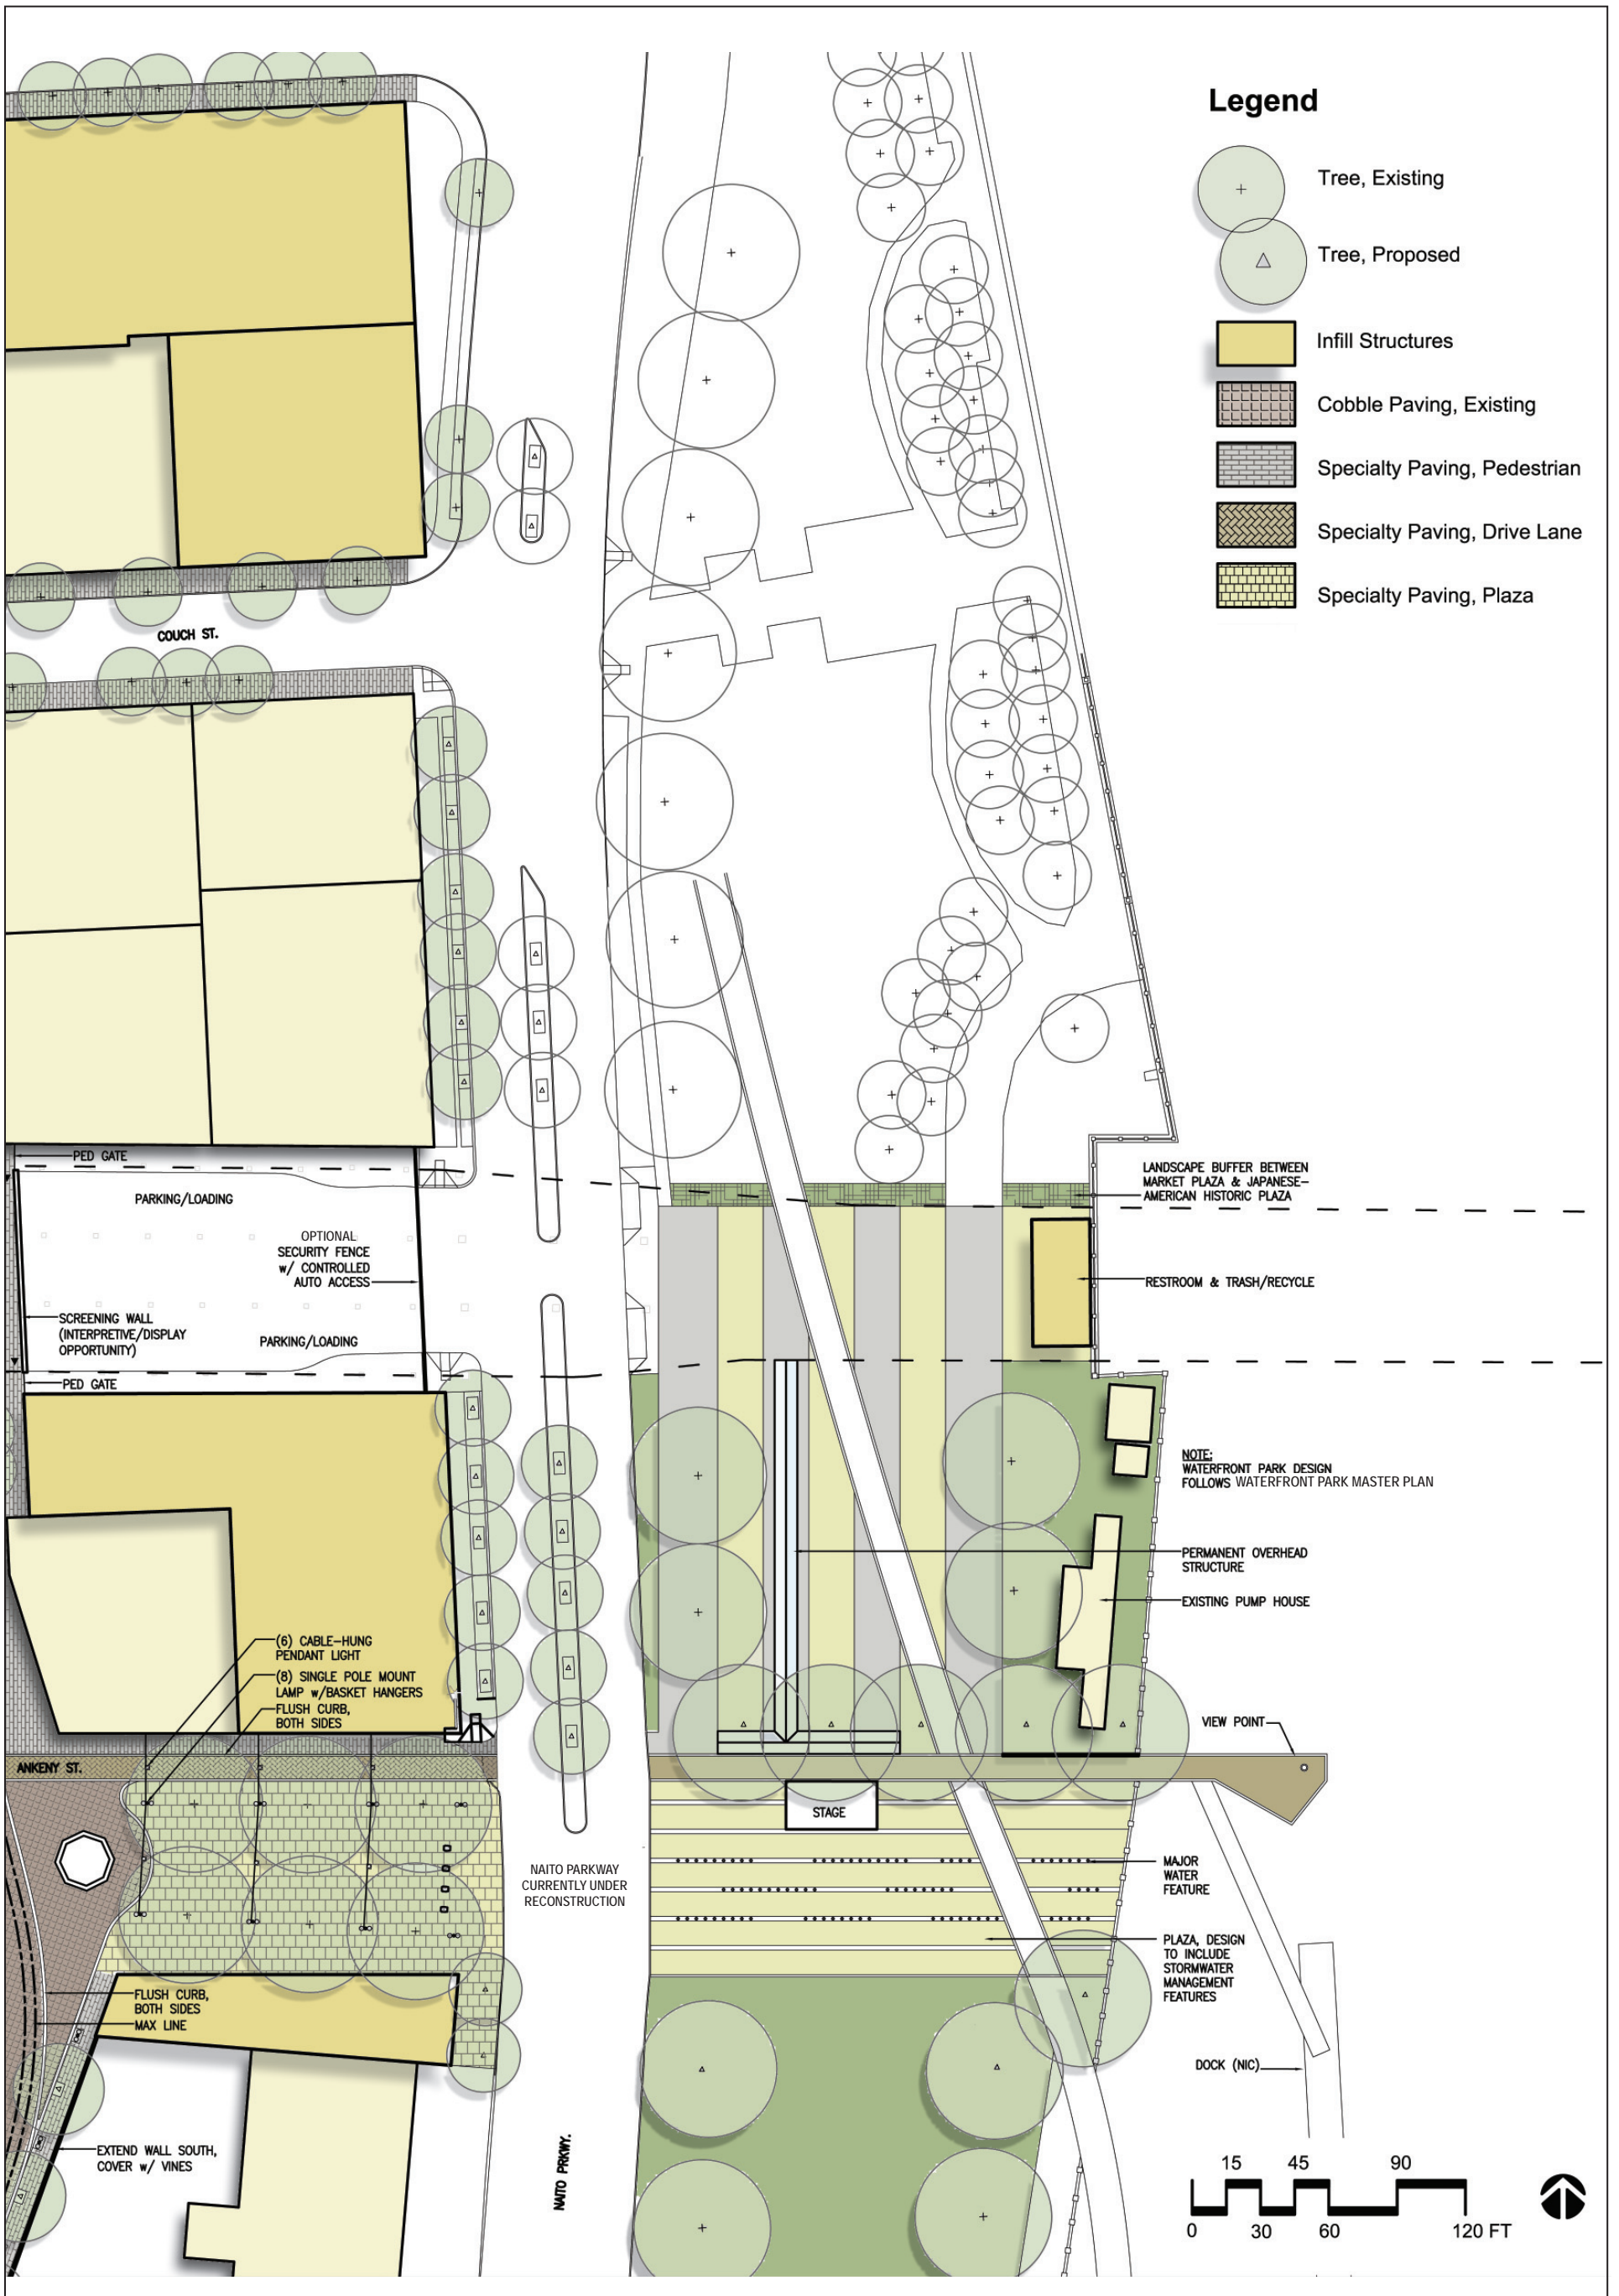 Legend
Tree, Existing
Tree, Proposed
Infill Structures
Cobble Paving, Existing
Specialty Paving, Pedestrian
Specialty Paving, Drive Lane
Specialty Paving, Plaza
COUCH ST.
PED GATE
PARKING/LOADING
OPTIONAL
SECURITY FENCE
w/ CONTROLLED
AUTO ACCESS
SCREENING WALL
(INTERPRETIVE/DISPLAY
OPPORTUNITY)
PARKING/LOADING
PED GATE
LANDSCAPE BUFFER BETWEEN
MARKET PLAZA & JAPANESE-
AMERICAN HISTORIC PLAZA
RESTROOM & TRASH/RECYCLE
NOTE:
WATERFRONT PARK DESIGN
FOLLOWS WATERFRONT PARK MASTER PLAN
PERMANENT OVERHEAD
STRUCTURE
EXISTING PUMP HOUSE
(6) CABLE-HUNG
PENDANT LIGHT
(8) SINGLE POLE MOUNT
LAMP w/BASKET HANGERS
FLUSH CURB,
BOTH SIDES
VIEW POINT
ANKENY ST.
STAGE
NAITO PARKWAY
CURRENTLY UNDER
RECONSTRUCTION
MAJOR
WATER
FEATURE
PLAZA, DESIGN
TO INCLUDE
STORMWATER
MANAGEMENT
FEATURES
FLUSH CURB,
BOTH SIDES
MAX LINE
DOCK (NIC)
EXTEND WALL SOUTH,
COVER w/ VINES
NAITO PRKWY.
15 45 90
0 30 60 120 FT